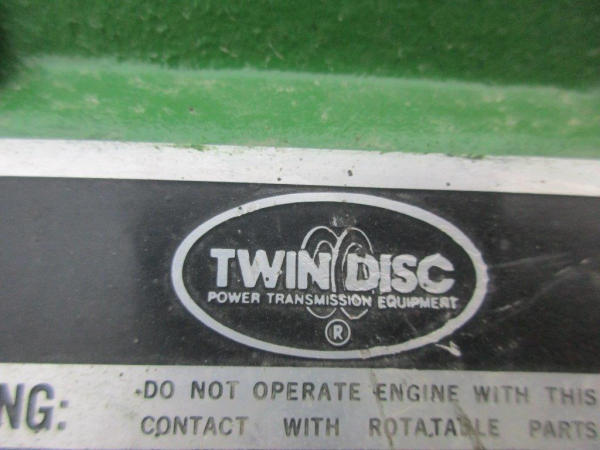 TWIN DISC
POWER TRANSMISSION EQUIPMENT
®
NG: DO NOT OPERATE ENGINE WITH THIS
CONTACT WITH ROTATABLE PARTS